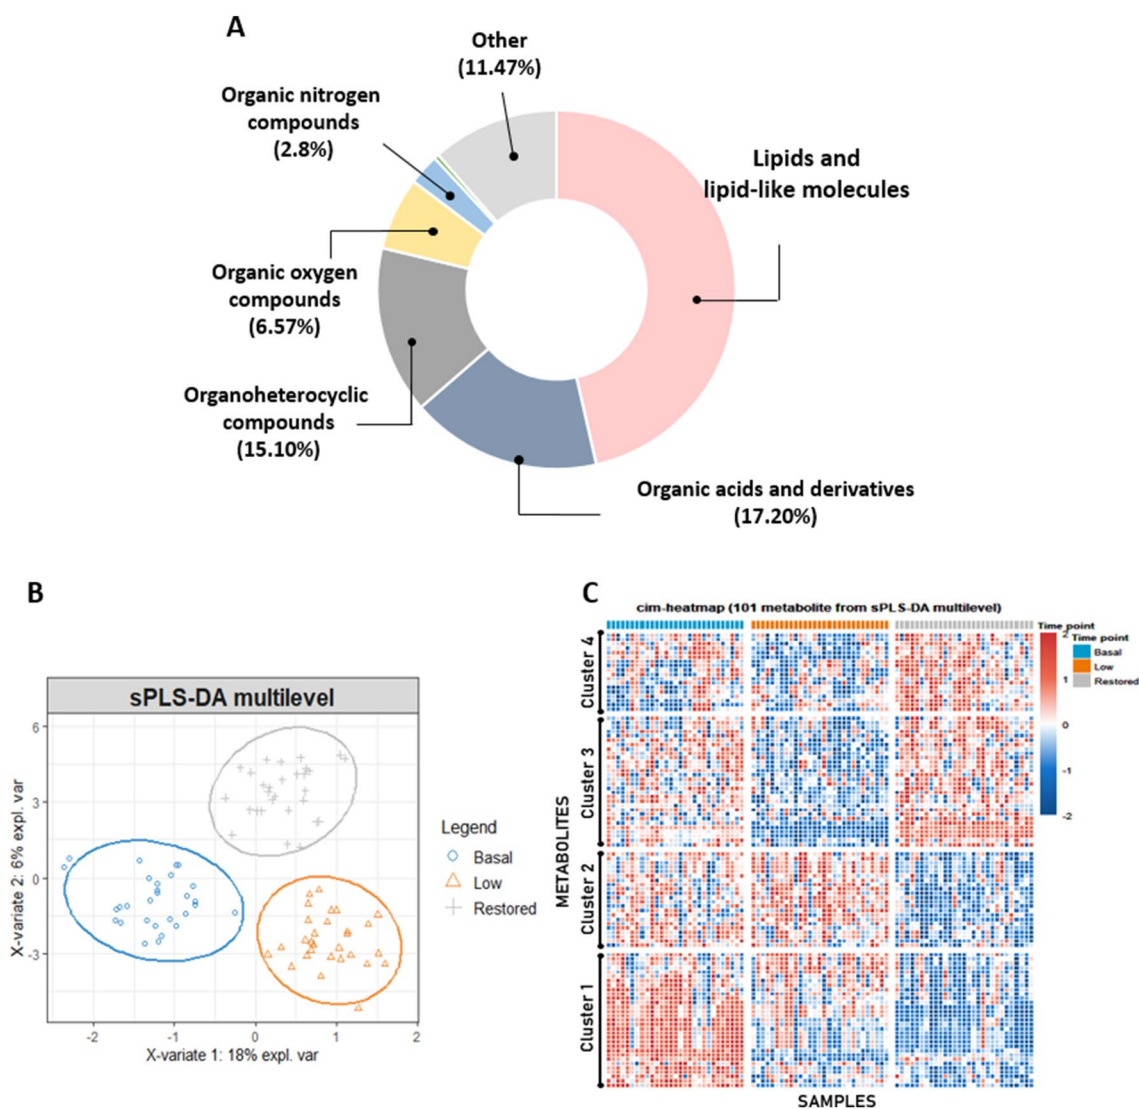 A
Other
(11.47%)
Organic nitrogen
compounds
(2.8%)
Lipids and
lipid-like molecules
Organic oxygen
compounds
(6.57%)
Organoheterocyclic
compounds
(15.10%)
Organic acids and derivatives
(17.20%)
B
sPLS-DA multilevel
6
3
0
-3
X-variate 2: 6% expl. var
-2
-1
0
1
2
X-variate 1: 18% expl. var
Legend
Basal
Low
Restored
C
cim-heatmap (101 metabolite from sPLS-DA multilevel)
Time point
2
1
0
-1
-2
Time point
Basal
Low
Restored
METABOLITES
Cluster 4
Cluster 3
Cluster 2
Cluster 1
SAMPLES